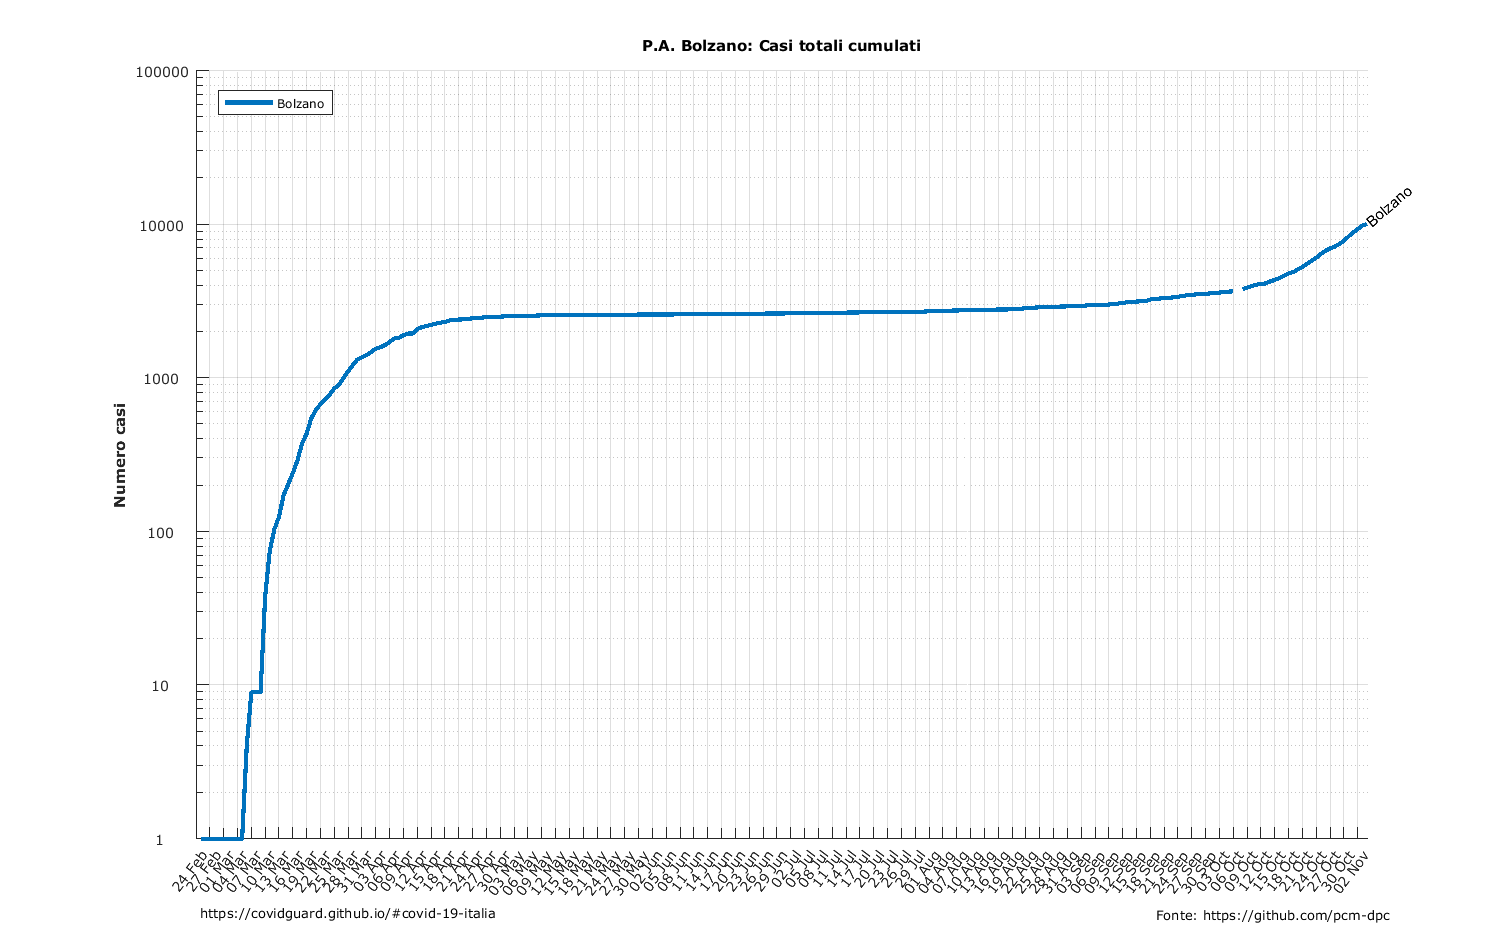 P.A. Bolzano: Casi totali cumulati
100000
10000
1000
100
10
1
Numero casi
Bolzano
Bolzano
24 Feb
27 Feb
01 Mar
04 Mar
07 Mar
10 Mar
13 Mar
16 Mar
19 Mar
22 Mar
25 Mar
28 Mar
31 Mar
03 Apr
06 Apr
09 Apr
12 Apr
15 Apr
18 Apr
21 Apr
24 Apr
27 Apr
30 Apr
03 May
06 May
09 May
12 May
15 May
18 May
21 May
24 May
27 May
30 May
02 Jun
05 Jun
08 Jun
11 Jun
14 Jun
17 Jun
20 Jun
23 Jun
26 Jun
29 Jun
02 Jul
05 Jul
08 Jul
11 Jul
14 Jul
17 Jul
20 Jul
23 Jul
26 Jul
29 Jul
01 Aug
04 Aug
07 Aug
10 Aug
13 Aug
16 Aug
19 Aug
22 Aug
25 Aug
28 Aug
31 Aug
03 Sep
06 Sep
09 Sep
12 Sep
15 Sep
18 Sep
21 Sep
24 Sep
27 Sep
30 Sep
03 Oct
06 Oct
09 Oct
12 Oct
15 Oct
18 Oct
21 Oct
24 Oct
27 Oct
30 Oct
02 Nov
https://covidguard.github.io/#covid-19-italia
Fonte: https://github.com/pcm-dpc